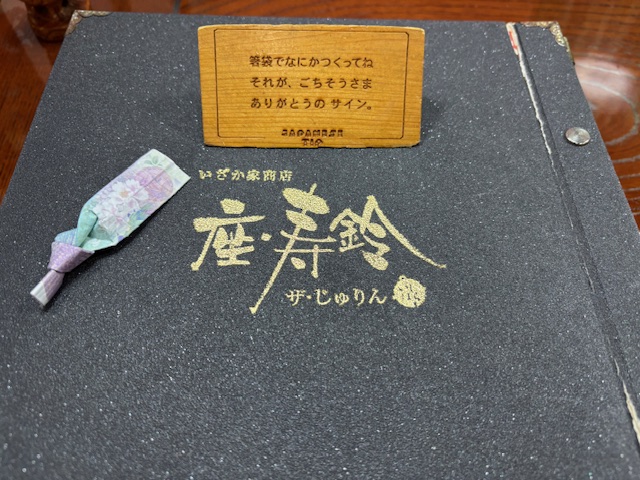 箸袋でなにかつくってね
それが、ごちそうさま
ありがとうの サイン。
JAPANESE
TIP
いざか家商店
座・寿鈴
ザ・じゅりん